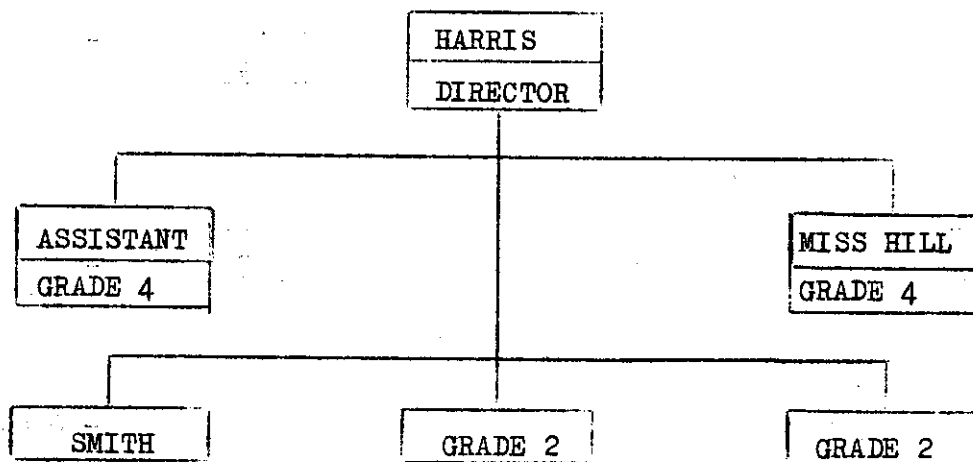 HARRIS
DIRECTOR
ASSISTANT
GRADE 4
MISS HILL
GRADE 4
SMITH
GRADE 2
GRADE 2